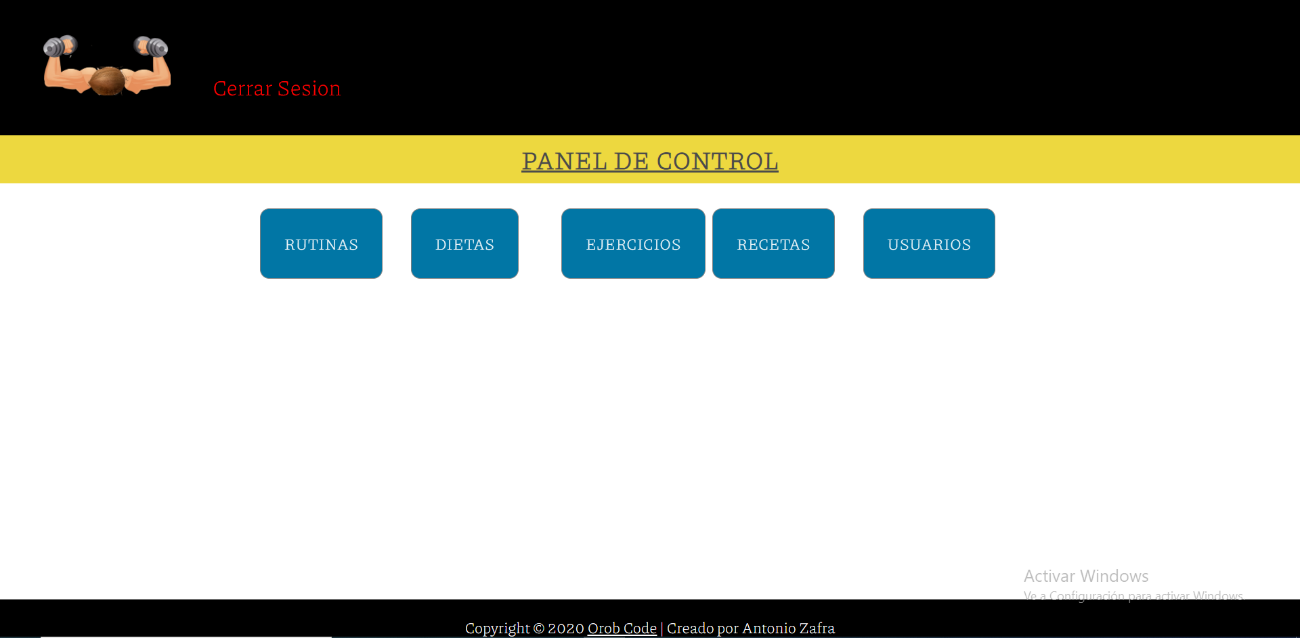 Cerrar Sesion
PANEL DE CONTROL
RUTINAS
DIETAS
EJERCICIOS
RECETAS
USUARIOS
Activar Windows
Ve a Configuración para activar Windows.
Copyright © 2020 Orob Code | Creado por Antonio Zafra